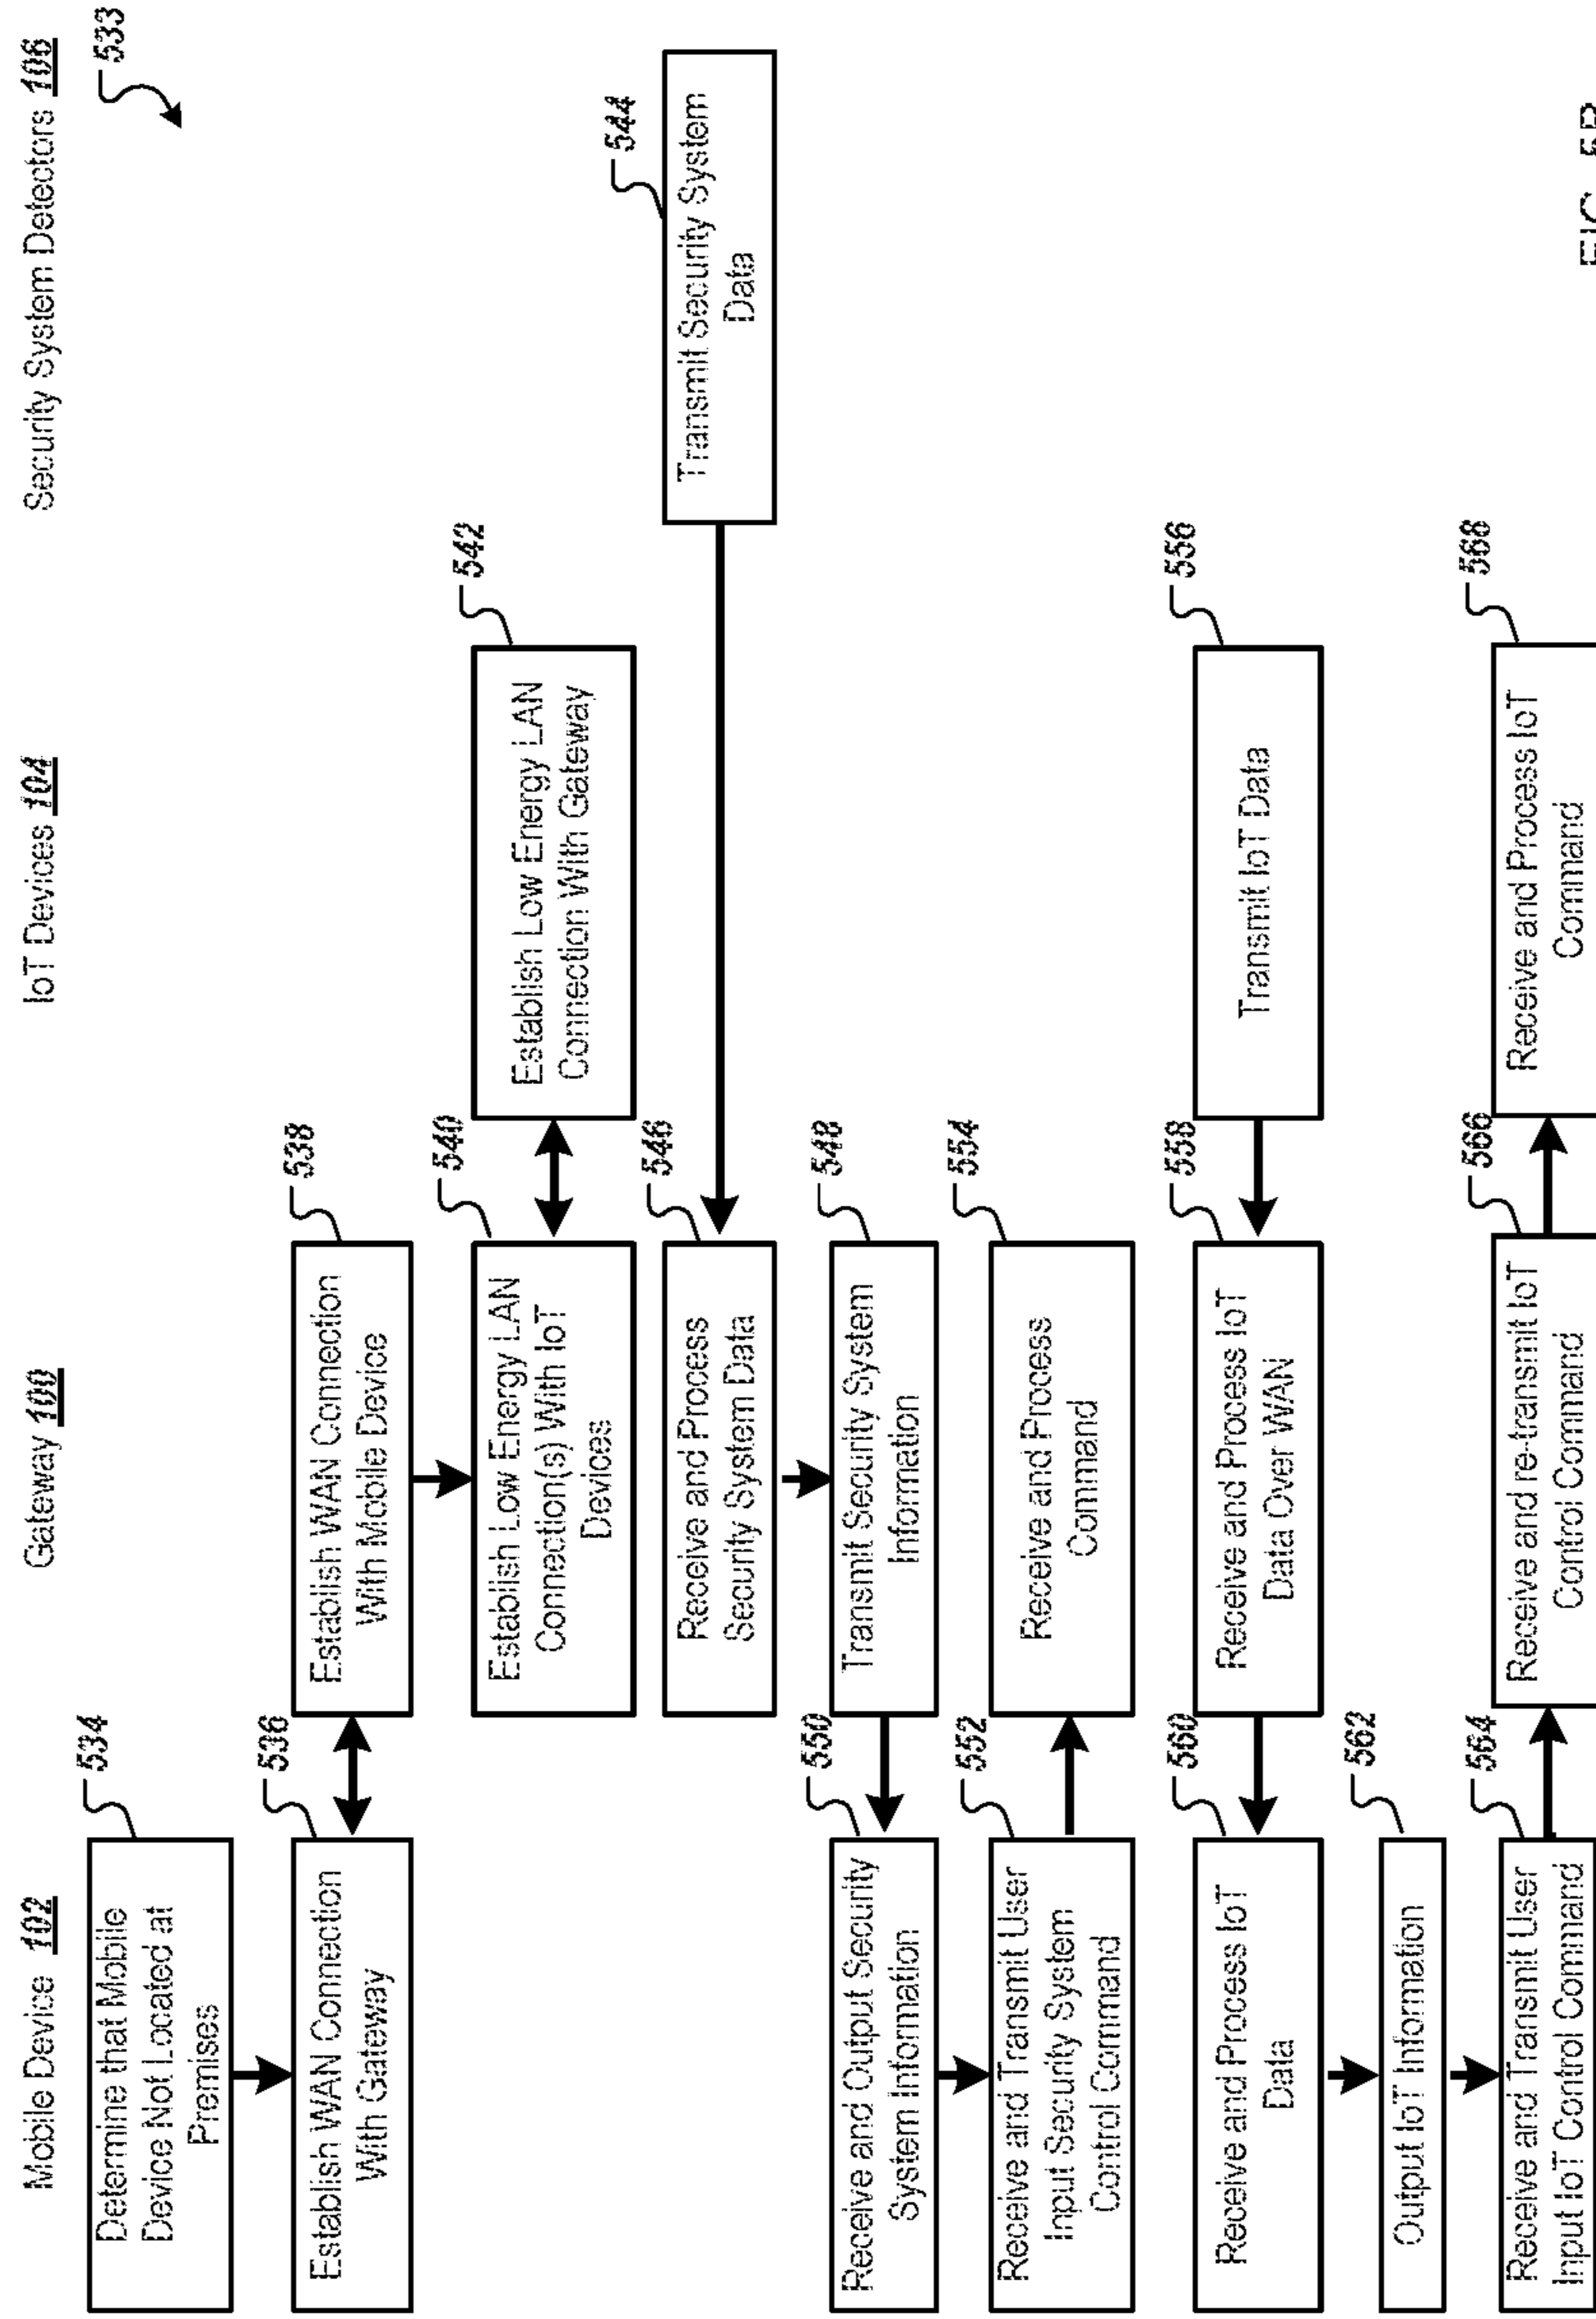 Mobile Device 102
Gateway 100
IoT Devices 104
Security System Detectors 106
533
534
Determine that Mobile
Device Not Located at
Premises
536
Establish WAN Connection
With Gateway
538
Establish WAN Connection
With Mobile Device
540
Establish Low Energy LAN
Connection(s) With IoT
Devices
542
Establish Low Energy LAN
Connection With Gateway
544
Transmit Security System
Data
546
Receive and Process
Security System Data
548
Transmit Security System
Information
550
Receive and Output Security
System Information
552
Receive and Transmit User
Input Security System
Control Command
554
Receive and Process
Command
556
Transmit IoT Data
558
Receive and Process IoT
Data Over WAN
560
Receive and Process IoT
Data
562
Output IoT Information
564
Receive and Transmit User
Input IoT Control Command
566
Receive and re-transmit IoT
Control Command
568
Receive and Process IoT
Command